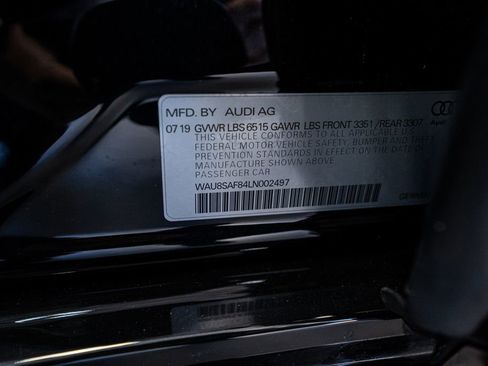 MFD. BY AUDI AG
07 19 GVWR LBS 6515 GAWR LBS FRONT 3351 /REAR 3307
Audi
THIS VEHICLE CONFORMS TO ALL APPLICABLE U.S.
FEDERAL MOTOR VEHICLE SAFETY, BUMPER AND THEFT
PREVENTION STANDARDS IN EFFECT ON THE DATE OF
MANUFACTURE SHOWN ABOVE
PASSENGER CAR
WAU8SAF84LN002497